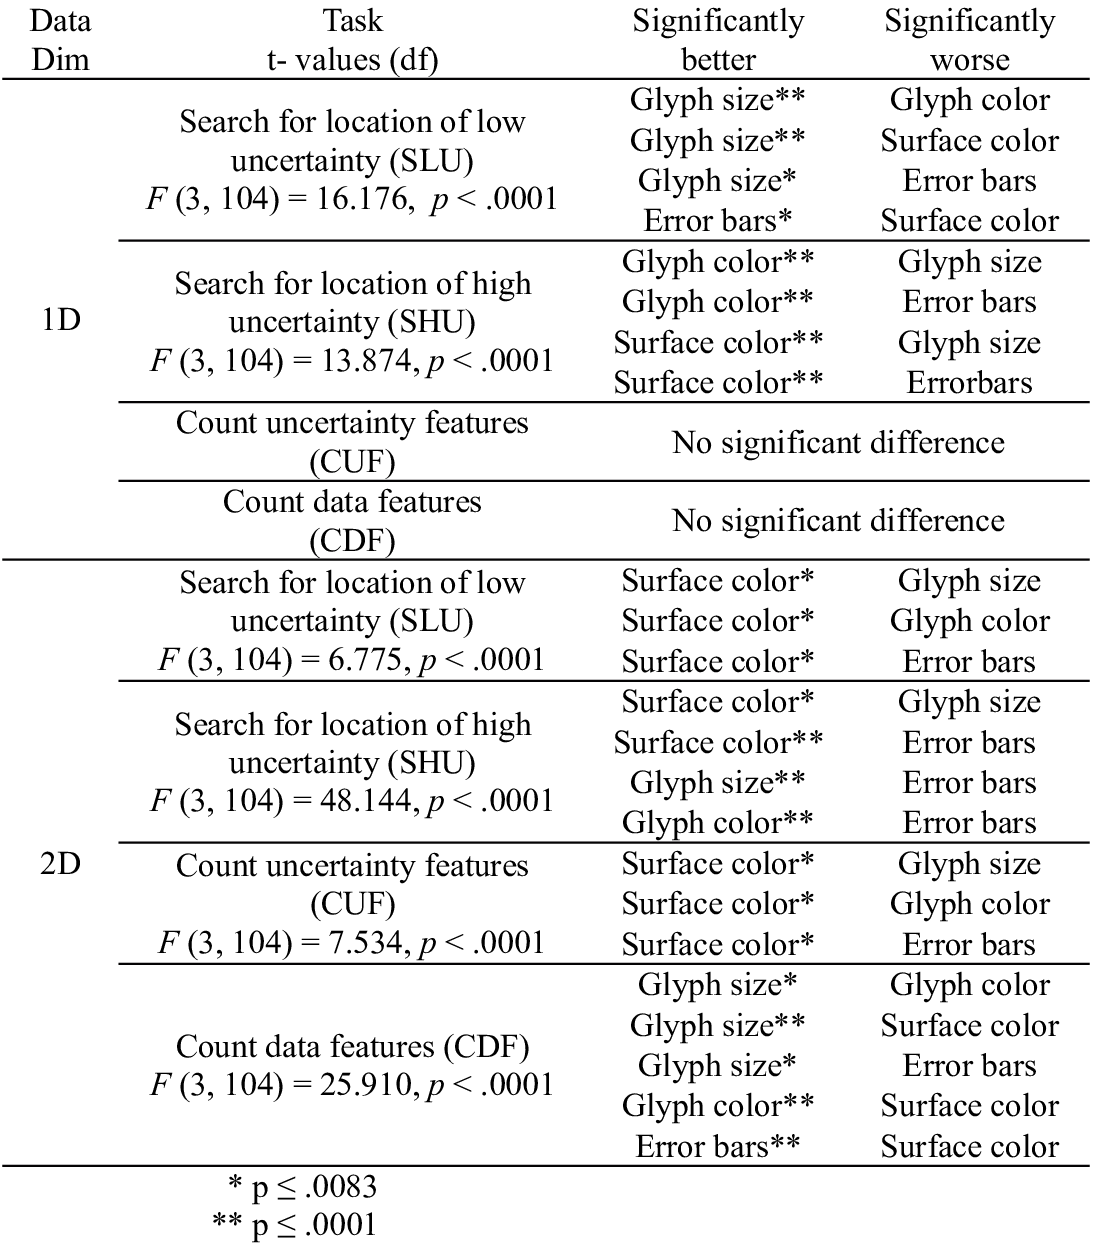 Data Task Significantly Significantly
Dim t- values (df) better worse
1D
Search for location of low
uncertainty (SLU)
F (3, 104) = 16.176, p < .0001
Glyph size** Glyph color
Glyph size** Surface color
Glyph size* Error bars
Error bars* Surface color
Search for location of high
uncertainty (SHU)
F (3, 104) = 13.874, p < .0001
Glyph color** Glyph size
Glyph color** Error bars
Surface color** Glyph size
Surface color** Errorbars
Count uncertainty features
(CUF)
No significant difference
Count data features
(CDF)
No significant difference
2D
Search for location of low
uncertainty (SLU)
F (3, 104) = 6.775, p < .0001
Surface color* Glyph size
Surface color* Glyph color
Surface color* Error bars
Search for location of high
uncertainty (SHU)
F (3, 104) = 48.144, p < .0001
Surface color* Glyph size
Surface color** Error bars
Glyph size** Error bars
Glyph color** Error bars
Count uncertainty features
(CUF)
F (3, 104) = 7.534, p < .0001
Surface color* Glyph size
Surface color* Glyph color
Surface color* Error bars
Count data features (CDF)
F (3, 104) = 25.910, p < .0001
Glyph size* Glyph color
Glyph size** Surface color
Glyph size* Error bars
Glyph color** Surface color
Error bars** Surface color
* p ≤ .0083
** p ≤ .0001